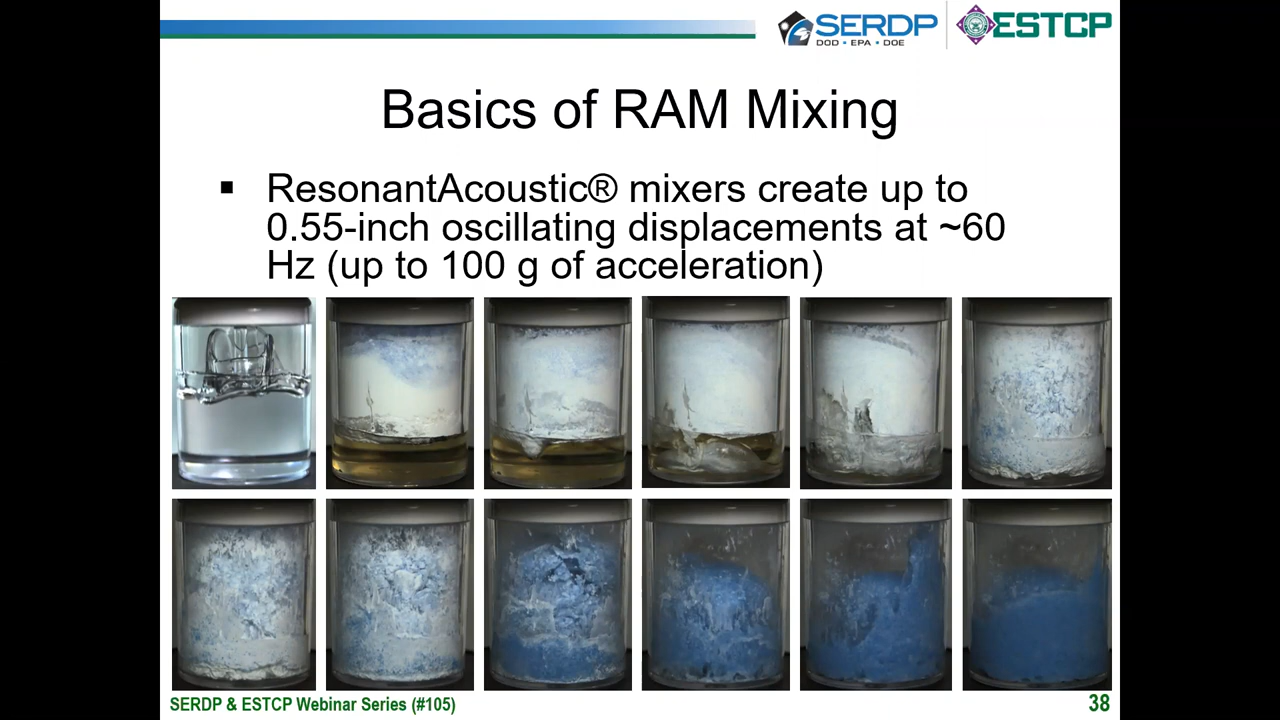 SERDP
DOD • EPA • DOE
ESTCP
Basics of RAM Mixing
▪ ResonantAcoustic® mixers create up to
0.55-inch oscillating displacements at ~60
Hz (up to 100 g of acceleration)
SERDP & ESTCP Webinar Series (#105)
38